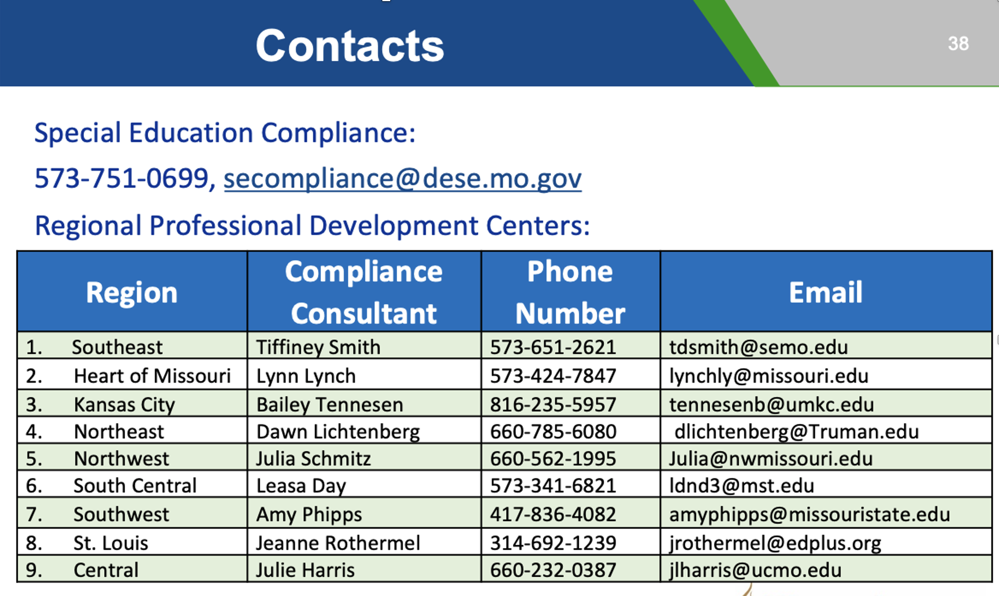 Contacts
38
Special Education Compliance:
573-751-0699, secompliance@dese.mo.gov
Regional Professional Development Centers:
Region Compliance Consultant Phone Number Email
1. Southeast Tiffiney Smith 573-651-2621 tdsmith@semo.edu
2. Heart of Missouri Lynn Lynch 573-424-7847 lynchly@missouri.edu
3. Kansas City Bailey Tennesen 816-235-5957 tennesenb@umkc.edu
4. Northeast Dawn Lichtenberg 660-785-6080 dlichtenberg@Truman.edu
5. Northwest Julia Schmitz 660-562-1995 Julia@nwmissouri.edu
6. South Central Leasa Day 573-341-6821 ldnd3@mst.edu
7. Southwest Amy Phipps 417-836-4082 amyphipps@missouristate.edu
8. St. Louis Jeanne Rothermel 314-692-1239 jrothermel@edplus.org
9. Central Julie Harris 660-232-0387 jlharris@ucmo.edu